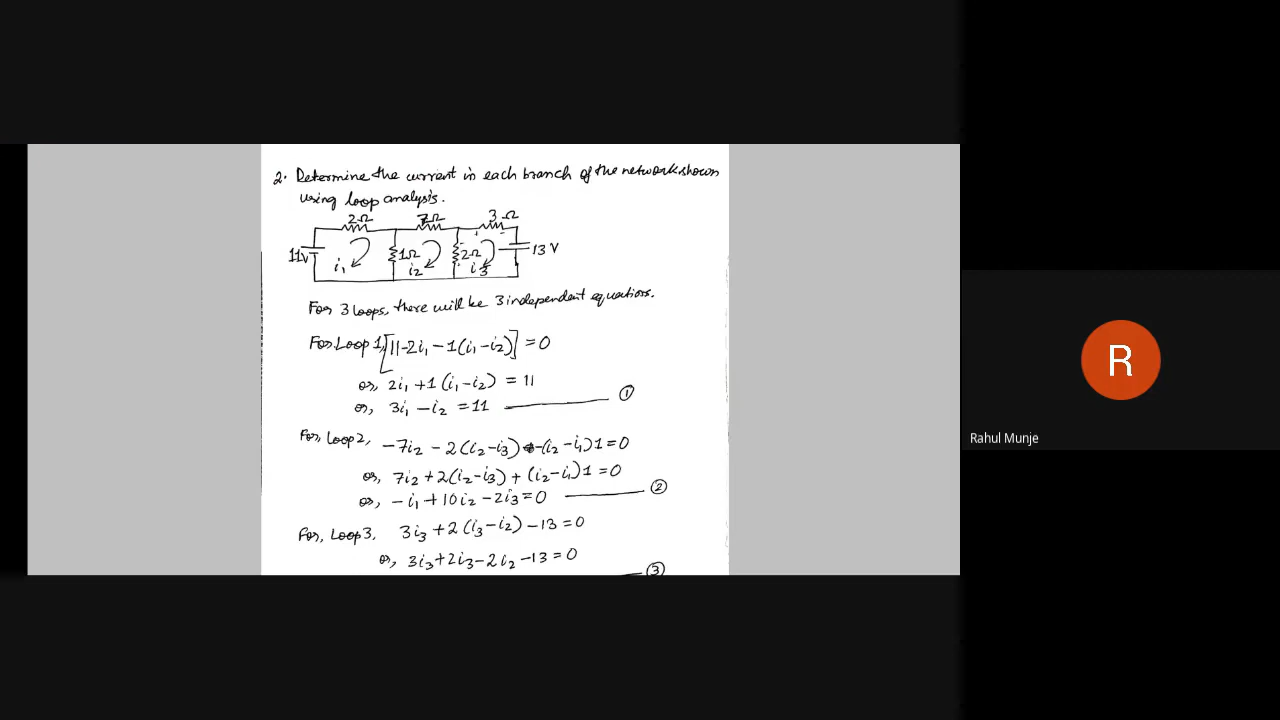 2. Determine the current in each branch of the network shown
using loop analysis.
2Ω 7Ω 3Ω
11v 1Ω 2Ω 13 V
i₁ i₂ i₃
+ -
For 3 loops, there will be 3 independent equations.
For Loop 1, [11-2i₁ - 1(i₁-i₂)] = 0
or, 2i₁ + 1(i₁-i₂) = 11
or, 3i₁ - i₂ = 11 ①
For, Loop 2, -7i₂ - 2(i₂-i₃) -(i₂-i₁)1=0
or, 7i₂+2(i₂-i₃) + (i₂-i₁)1 =0
or, -i₁ + 10i₂ - 2i₃ = 0 ②
For, Loop 3, 3i₃ + 2(i₃-i₂) -13 = 0
or, 3i₃+2i₃-2i₂-13 = 0
③
R
Rahul Munje